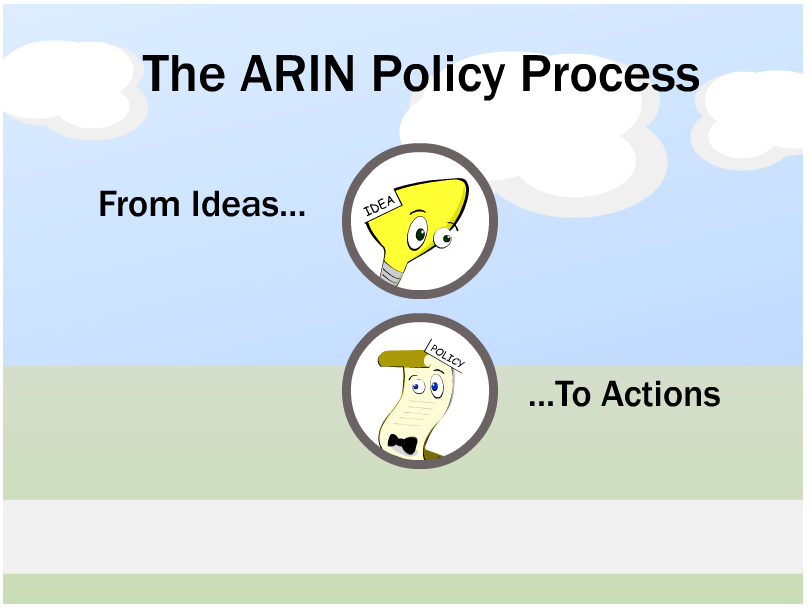 The ARIN Policy Process
From Ideas...
IDEA
POLICY
...To Actions